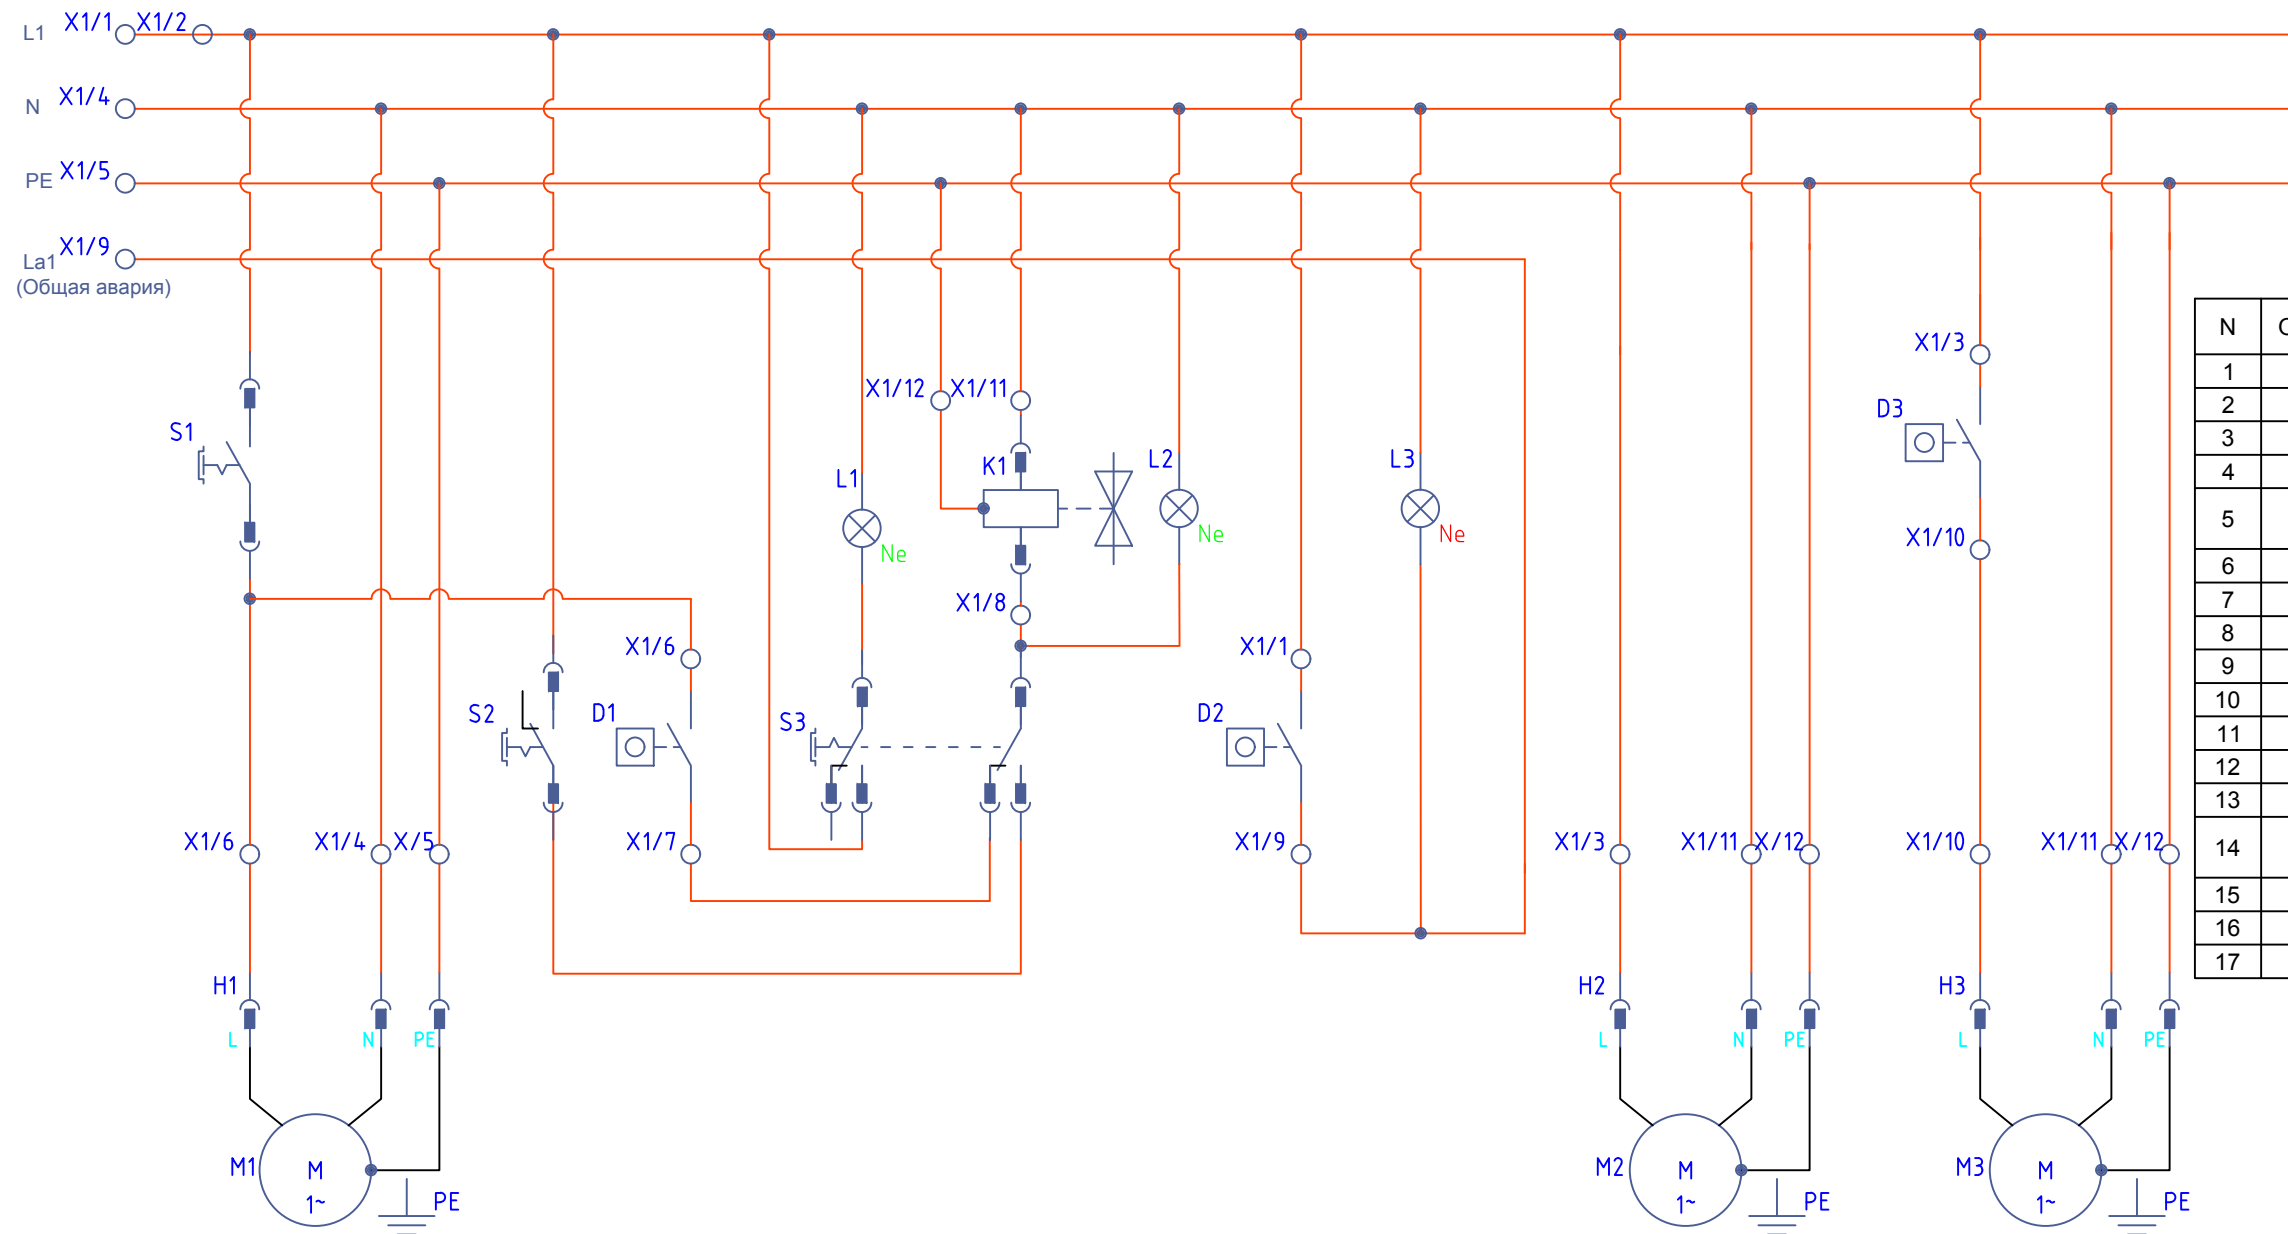 L1 X1/1 X1/2
N X1/4
PE X1/5
La1 X1/9
(Общая авария)
N
1
2
3
4
5
6
7
8
9
10
11
12
13
14
15
16
17
X1/3
D3
X1/10
X1/12 X1/11
S1
K1
L2
L3
L1
Ne
Ne
Ne
X1/8
X1/6
X1/1
S2
D1
S3
D2
X1/6
X1/4
X/5
X1/7
X1/9
X1/3
X1/11
X/12
X1/10
X1/11
X/12
H1
H2
H3
L
N
PE
L
N
PE
L
N
PE
M1
M
1~
PE
M2
M
1~
PE
M3
M
1~
PE